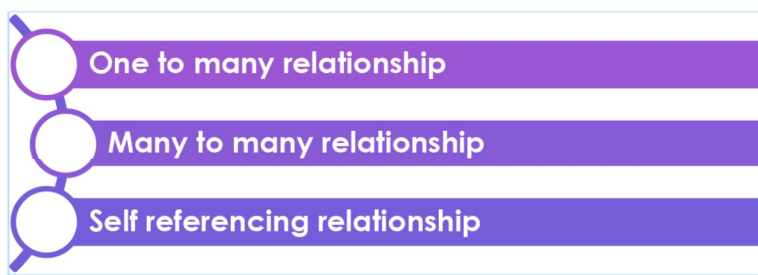 One to many relationship
Many to many relationship
Self referencing relationship